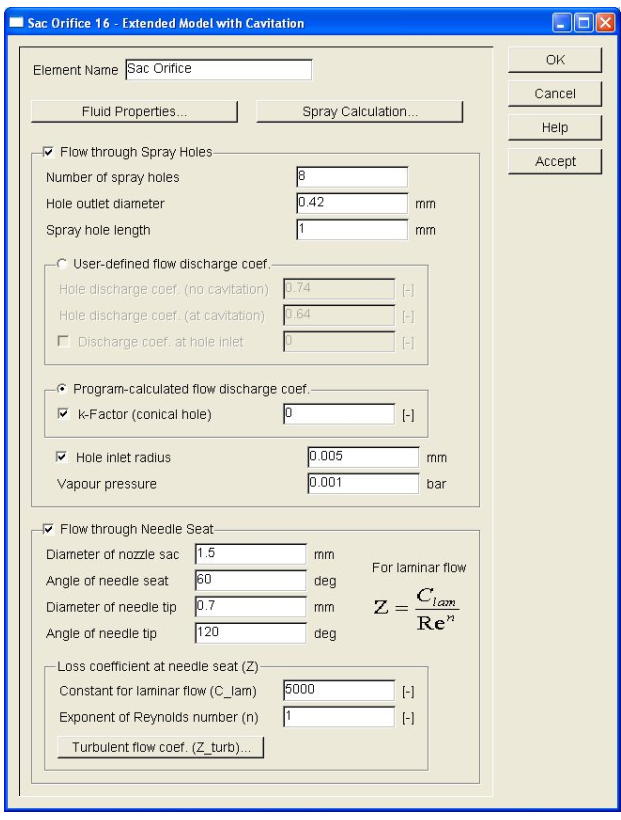 Sac Orifice 16 - Extended Model with Cavitation
Element Name Sac Orifice
OK
Cancel
Help
Accept
Fluid Properties... Spray Calculation...
Flow through Spray Holes
Number of spray holes 8
Hole outlet diameter 0.42 mm
Spray hole length 1 mm
User-defined flow discharge coef.
Hole discharge coef. (no cavitation) 0.74 [-]
Hole discharge coef. (at cavitation) 0.64 [-]
Discharge coef. at hole inlet 0 [-]
Program-calculated flow discharge coef.
k-Factor (conical hole) 0 [-]
Hole inlet radius 0.005 mm
Vapour pressure 0.001 bar
Flow through Needle Seat
Diameter of nozzle sac 1.5 mm
Angle of needle seat 60 deg
Diameter of needle tip 0.7 mm
Angle of needle tip 120 deg
For laminar flow
Z = C_lam / Re^n
Loss coefficient at needle seat (Z)
Constant for laminar flow (C_lam) 5000 [-]
Exponent of Reynolds number (n) 1 [-]
Turbulent flow coef. (Z_turb)...